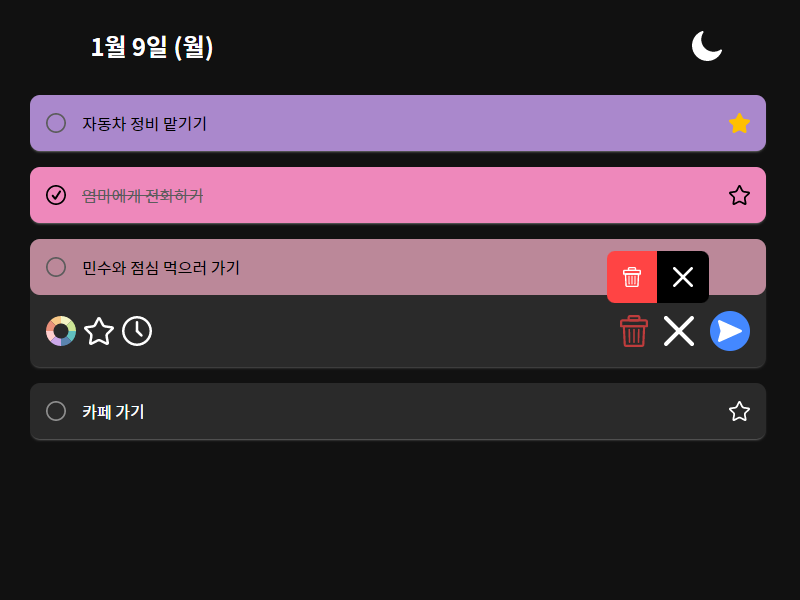 1월 9일 (월)
자동차 정비 맡기기
엄마에게 전화하기
민수와 점심 먹으러 가기
카페 가기